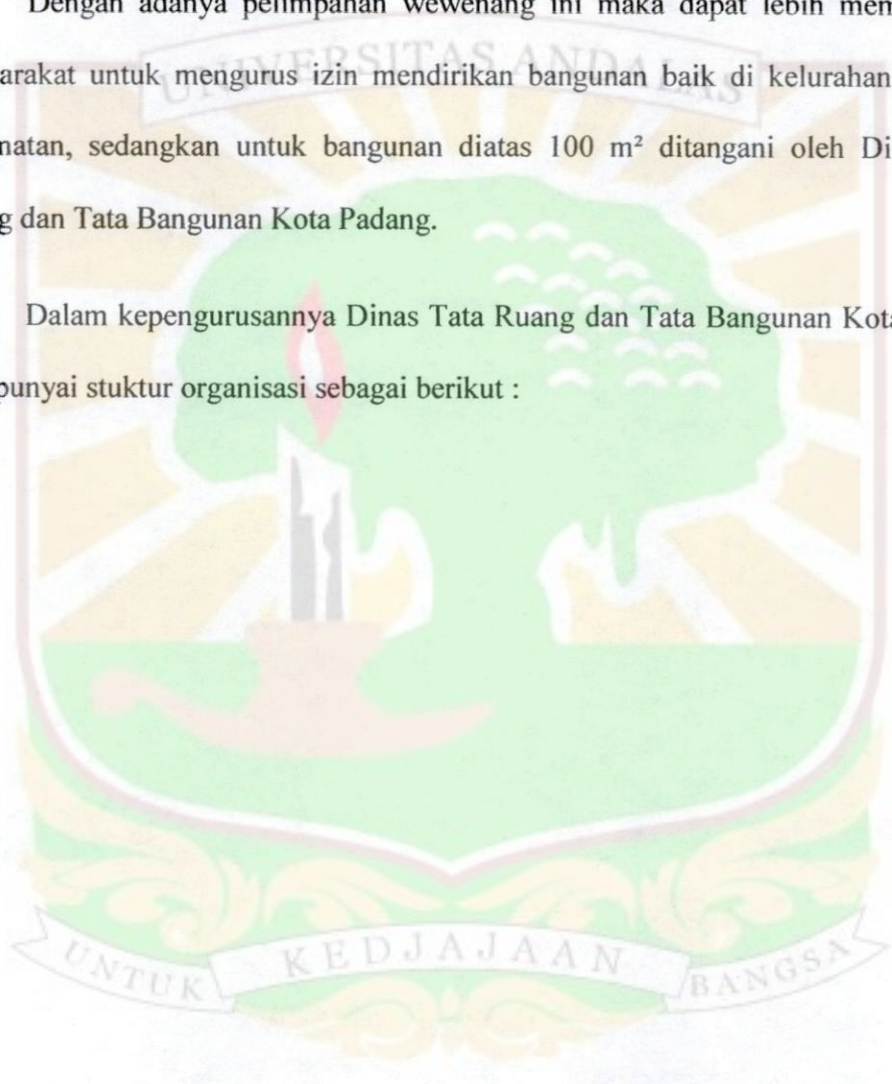 Dengan adanya pelimpahan wewenang ini maka dapat lebih mem
arakat untuk mengurus izin mendirikan bangunan baik di kelurahan
natan, sedangkan untuk bangunan diatas 100 m² ditangani oleh Di
g dan Tata Bangunan Kota Padang.
Dalam kepengurusannya Dinas Tata Ruang dan Tata Bangunan Kota
punyai stuktur organisasi sebagai berikut :
UNIVERSITAS ANDALAS
UNTUK KEDJAJAAN BANGSA